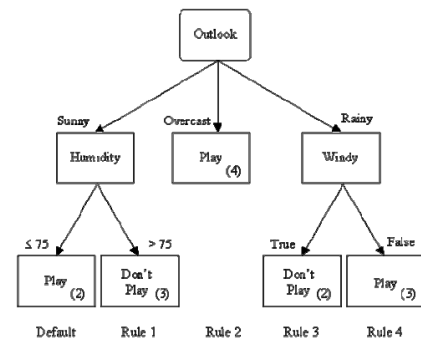 Outlook
Sunny
Overcast
Rainy
Humidity
Play
(4)
Windy
≤ 75
> 75
True
False
Play
(2)
Don't
Play (3)
Don't
Play (2)
Play
(3)
Default
Rule 1
Rule 2
Rule 3
Rule 4